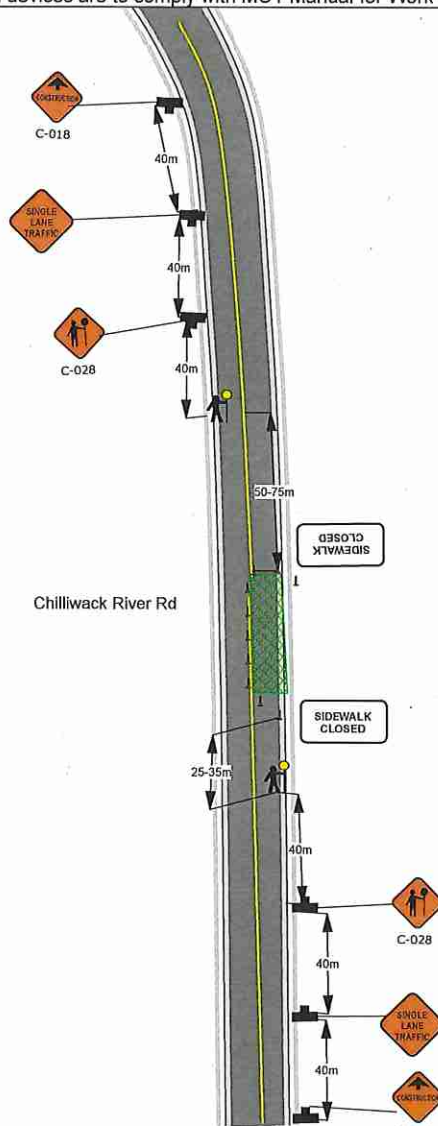 devices are to comply with MOT Manual for Work
CONSTRUCTION
C-018
40m
SINGLE
LANE
TRAFFIC
40m
C-028
40m
50-75m
SIDEWALK
CLOSED
Chilliwack River Rd
SIDEWALK
CLOSED
25-35m
40m
C-028
40m
SINGLE
LANE
TRAFFIC
40m
CONSTRUCTION